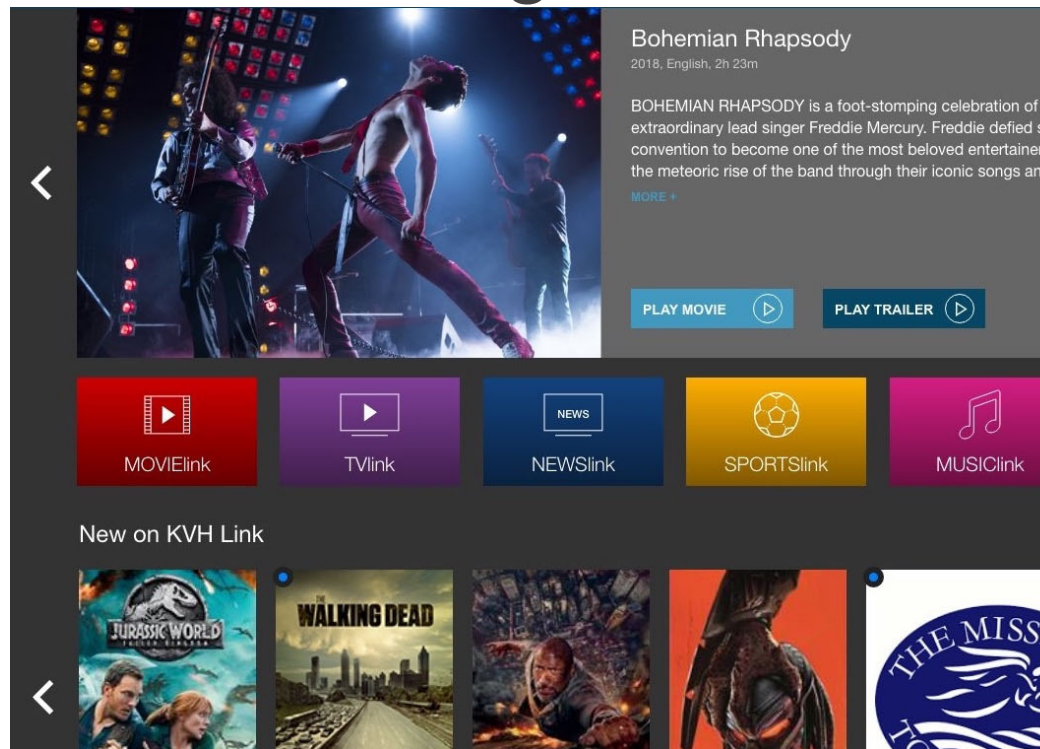 Bohemian Rhapsody
2018, English, 2h 23m
BOHEMIAN RHAPSODY is a foot-stomping celebration of
extraordinary lead singer Freddie Mercury. Freddie defied s
convention to become one of the most beloved entertainer
the meteoric rise of the band through their iconic songs an
MORE +
PLAY MOVIE
PLAY TRAILER
NEWS
MOVIElink
TVlink
NEWSlink
SPORTSlink
MUSIClink
New on KVH Link
JURASSIC WORLD
FALLEN KINGDOM
THE
WALKING DEAD
THE MISS